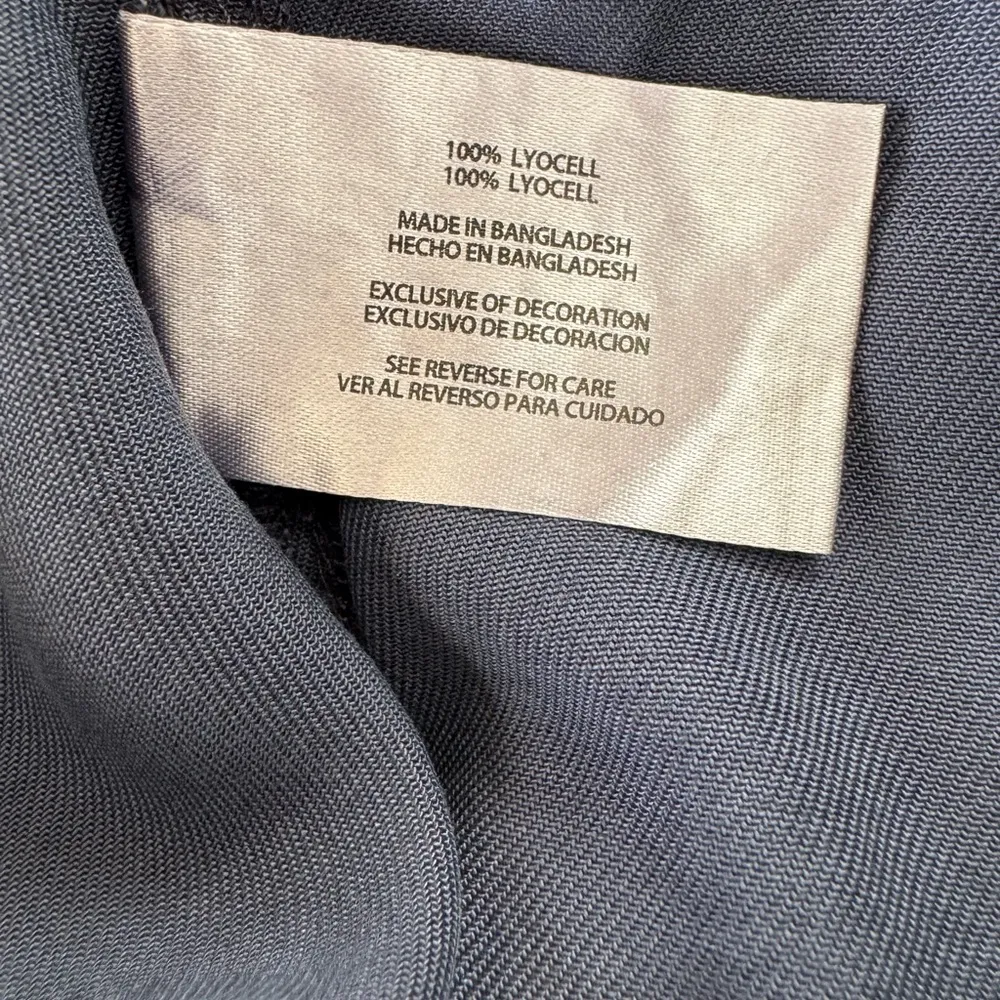 100% LYOCELL
100% LYOCELL
MADE IN BANGLADESH
HECHO EN BANGLADESH
EXCLUSIVE OF DECORATION
EXCLUSIVO DE DECORACION
SEE REVERSE FOR CARE
VER AL REVERSO PARA CUIDADO